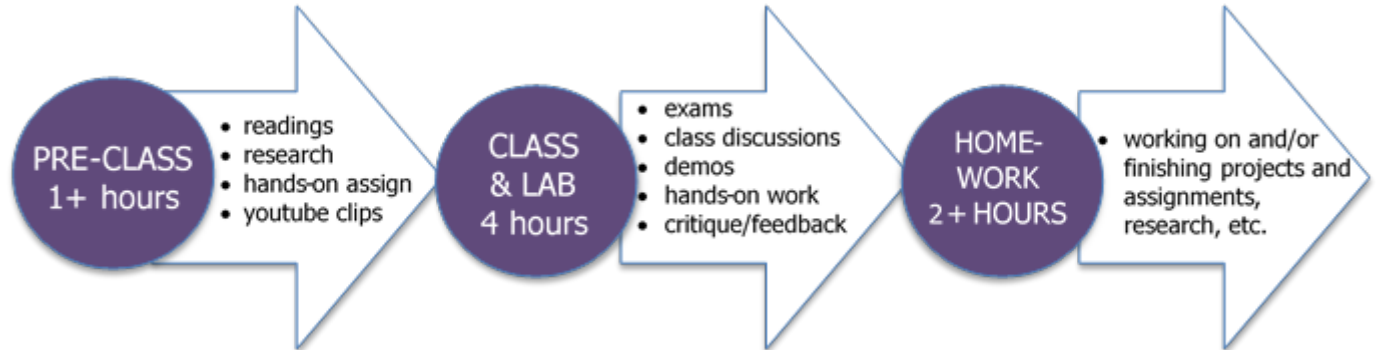 PRE-CLASS
1+ hours
• readings
• research
• hands-on assign
• youtube clips
CLASS
& LAB
4 hours
• exams
• class discussions
• demos
• hands-on work
• critique/feedback
HOME-
WORK
2+ HOURS
• working on and/or
finishing projects and
assignments,
research, etc.